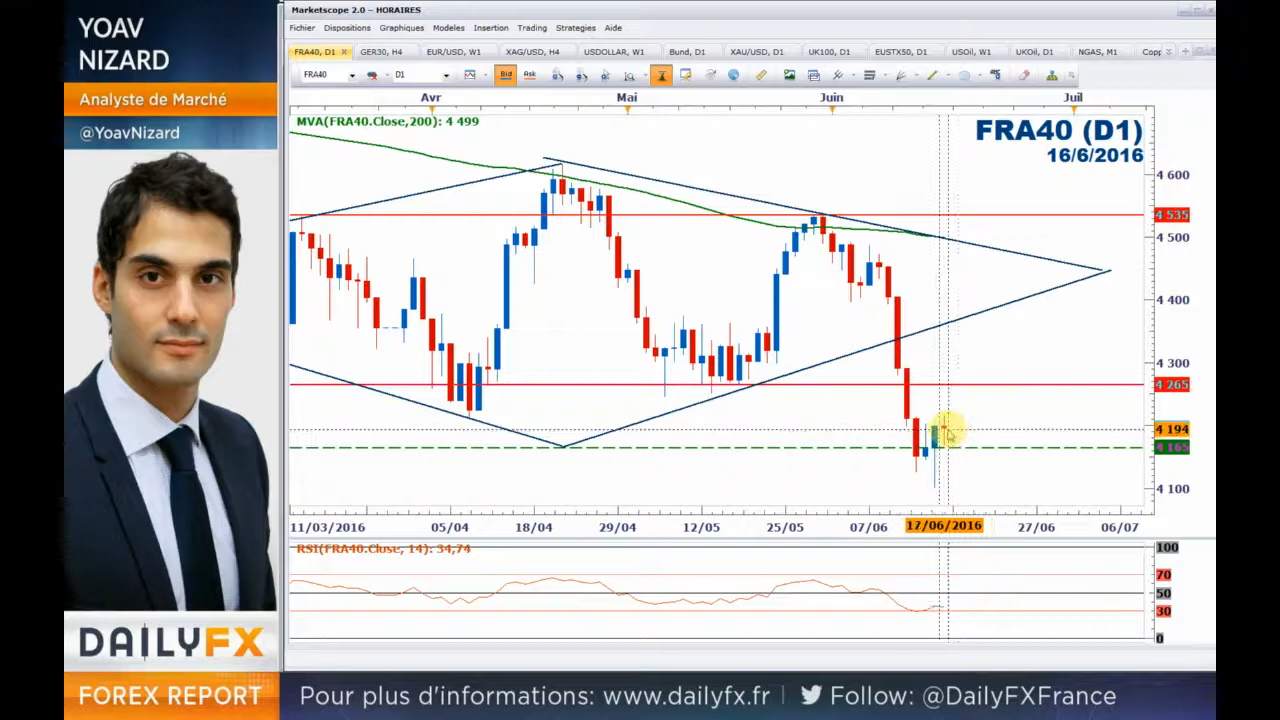 YOAV
NIZARD
Analyste de Marché
@YoavNizard
DAILYFX
FOREX REPORT
Marketscope 2.0 – HORAIRES
Fichier Dispositions Graphiques Modeles Insertion Trading Strategies Aide
FRA40, D1 GER30, H4 EUR/USD, W1 XAG/USD, H4 USDOLLAR, W1 Bund, D1 XAU/USD, D1 UK100, D1 EUSTX50, D1 USOil, W1 UKOil, D1 NGAS, M1 Copp
FRA40 D1 Bid Ask
Avr Mai Juin Juil
MVA(FRA40.Close,200): 4 499
FRA40 (D1)
16/6/2016
4 600
4 535
4 500
4 400
4 300
4 265
4 194
4 165
4 100
11/03/2016 05/04 18/04 29/04 12/05 25/05 07/06 17/06/2016 27/06 06/07
RSI(FRA40.Close, 14): 34,74
100
70
50
30
0
Pour plus d'informations: www.dailyfx.fr | Follow: @DailyFXFrance